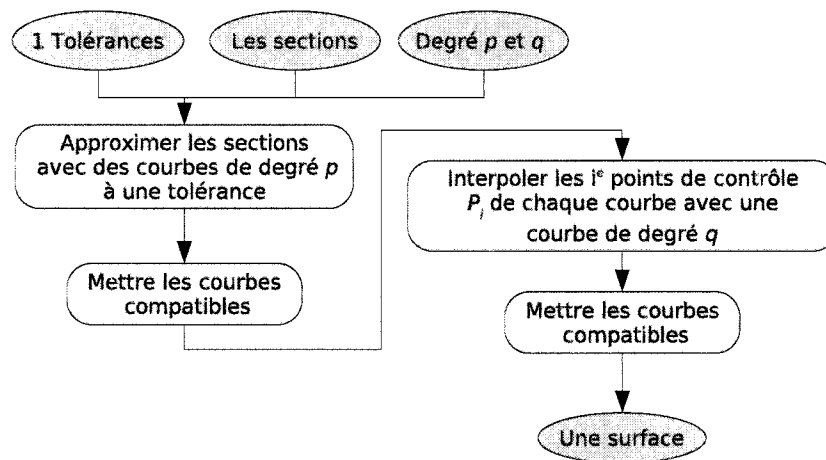 1 Tolérances
Les sections
Degré p et q
Approximer les sections
avec des courbes de degré p
à une tolérance
Mettre les courbes
compatibles
Interpoler les iᵉ points de contrôle
Pᵢ de chaque courbe avec une
courbe de degré q
Mettre les courbes
compatibles
Une surface